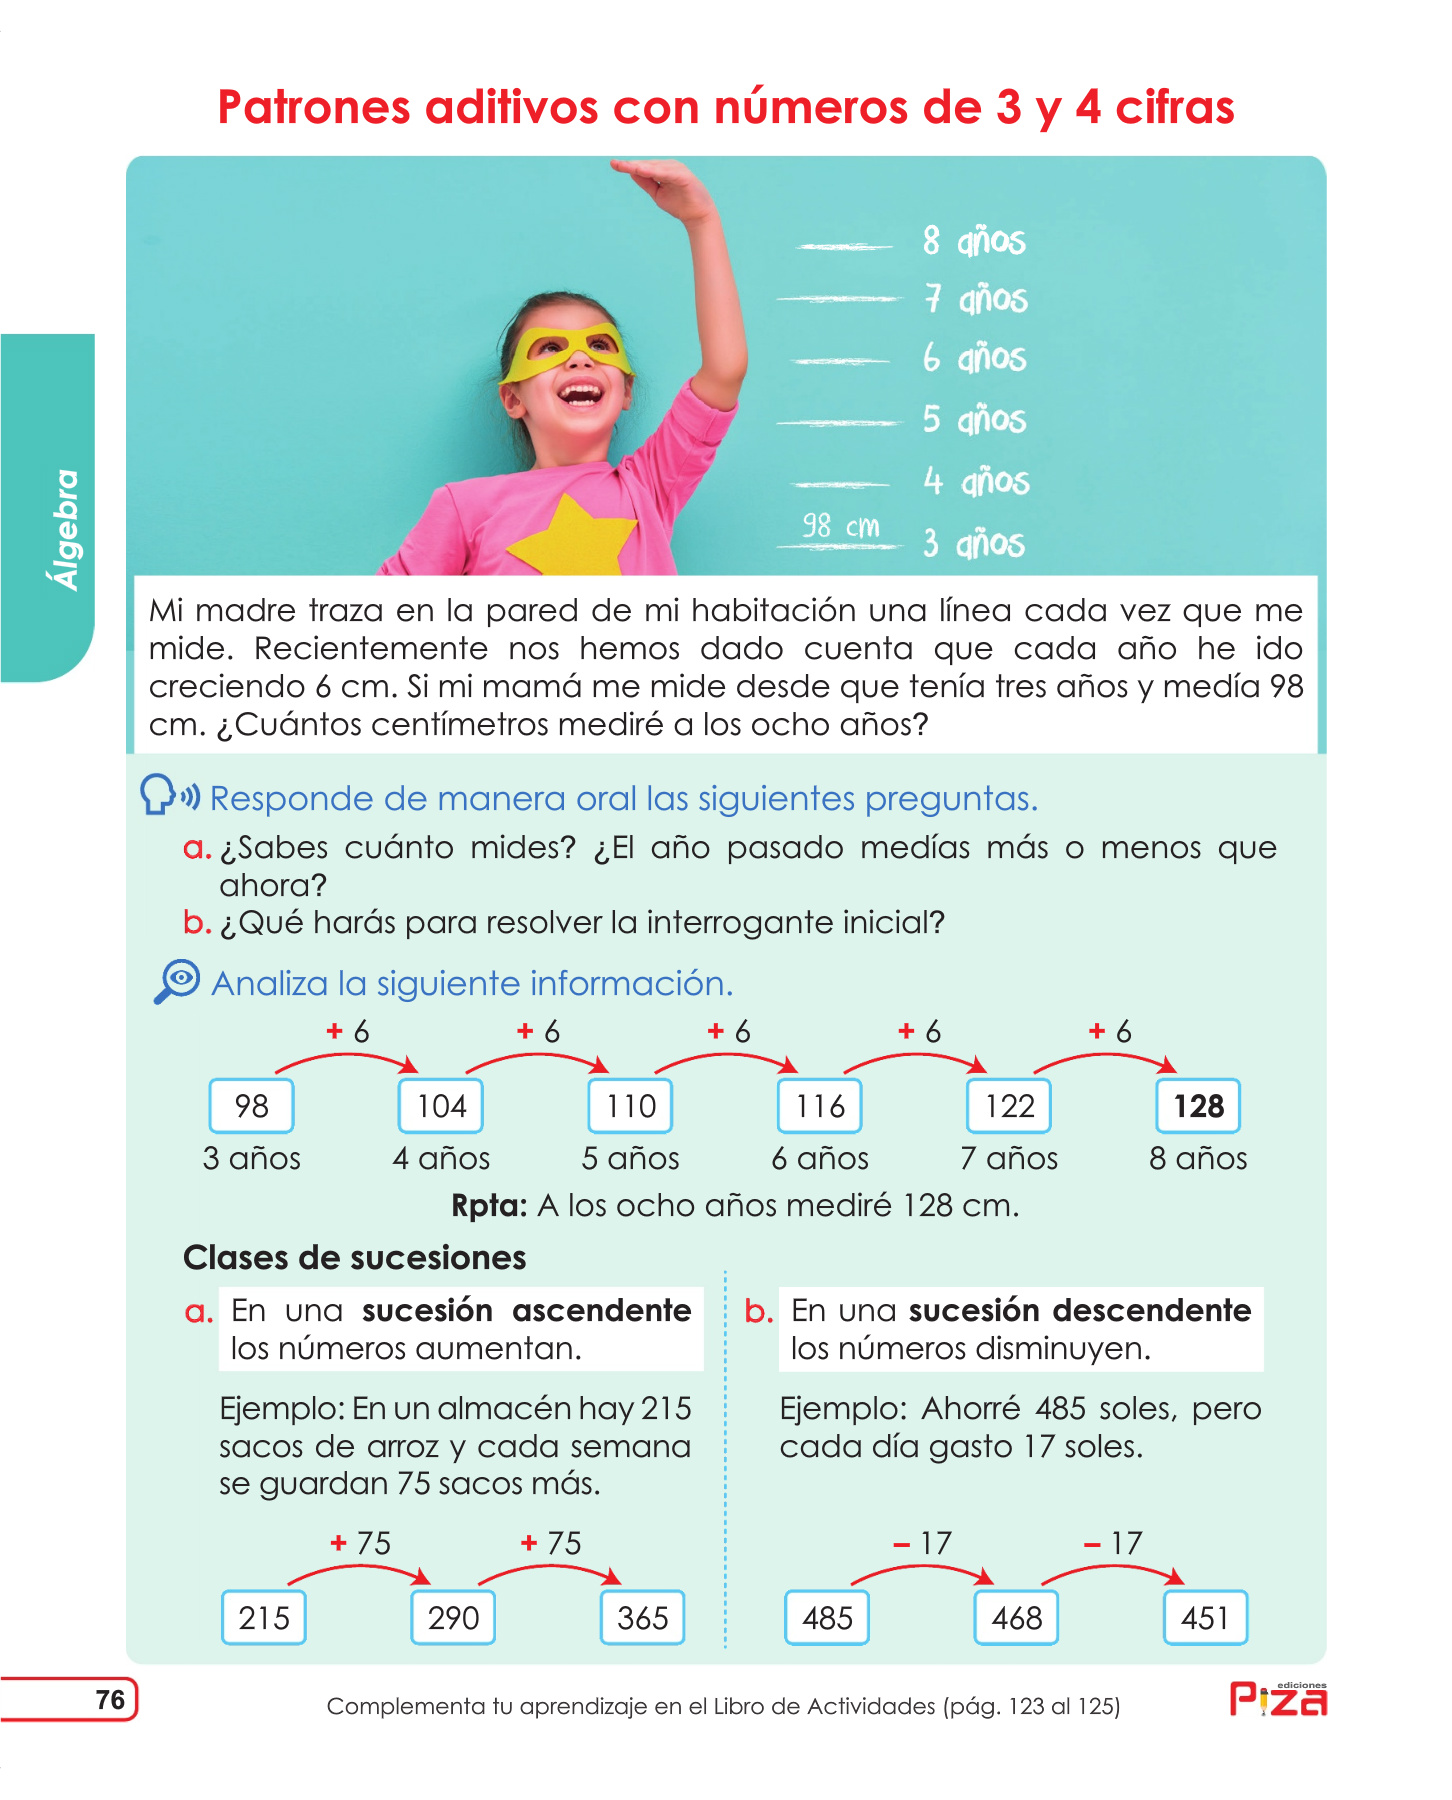 Patrones aditivos con números de 3 y 4 cifras
8 años
7 años
6 años
5 años
4 años
98 cm 3 años
Álgebra
Mi madre traza en la pared de mi habitación una línea cada vez que me
mide. Recientemente nos hemos dado cuenta que cada año he ido
creciendo 6 cm. Si mi mamá me mide desde que tenía tres años y medía 98
cm. ¿Cuántos centímetros mediré a los ocho años?
Responde de manera oral las siguientes preguntas.
a. ¿Sabes cuánto mides? ¿El año pasado medías más o menos que
ahora?
b. ¿Qué harás para resolver la interrogante inicial?
Analiza la siguiente información.
+ 6 + 6 + 6 + 6 + 6
98 104 110 116 122 128
3 años 4 años 5 años 6 años 7 años 8 años
Rpta: A los ocho años mediré 128 cm.
Clases de sucesiones
a. En una sucesión ascendente
los números aumentan.
Ejemplo: En un almacén hay 215
sacos de arroz y cada semana
se guardan 75 sacos más.
+ 75 + 75
215 290 365
b. En una sucesión descendente
los números disminuyen.
Ejemplo: Ahorré 485 soles, pero
cada día gasto 17 soles.
– 17 – 17
485 468 451
76
Complementa tu aprendizaje en el Libro de Actividades (pág. 123 al 125)
ediciones
Piza